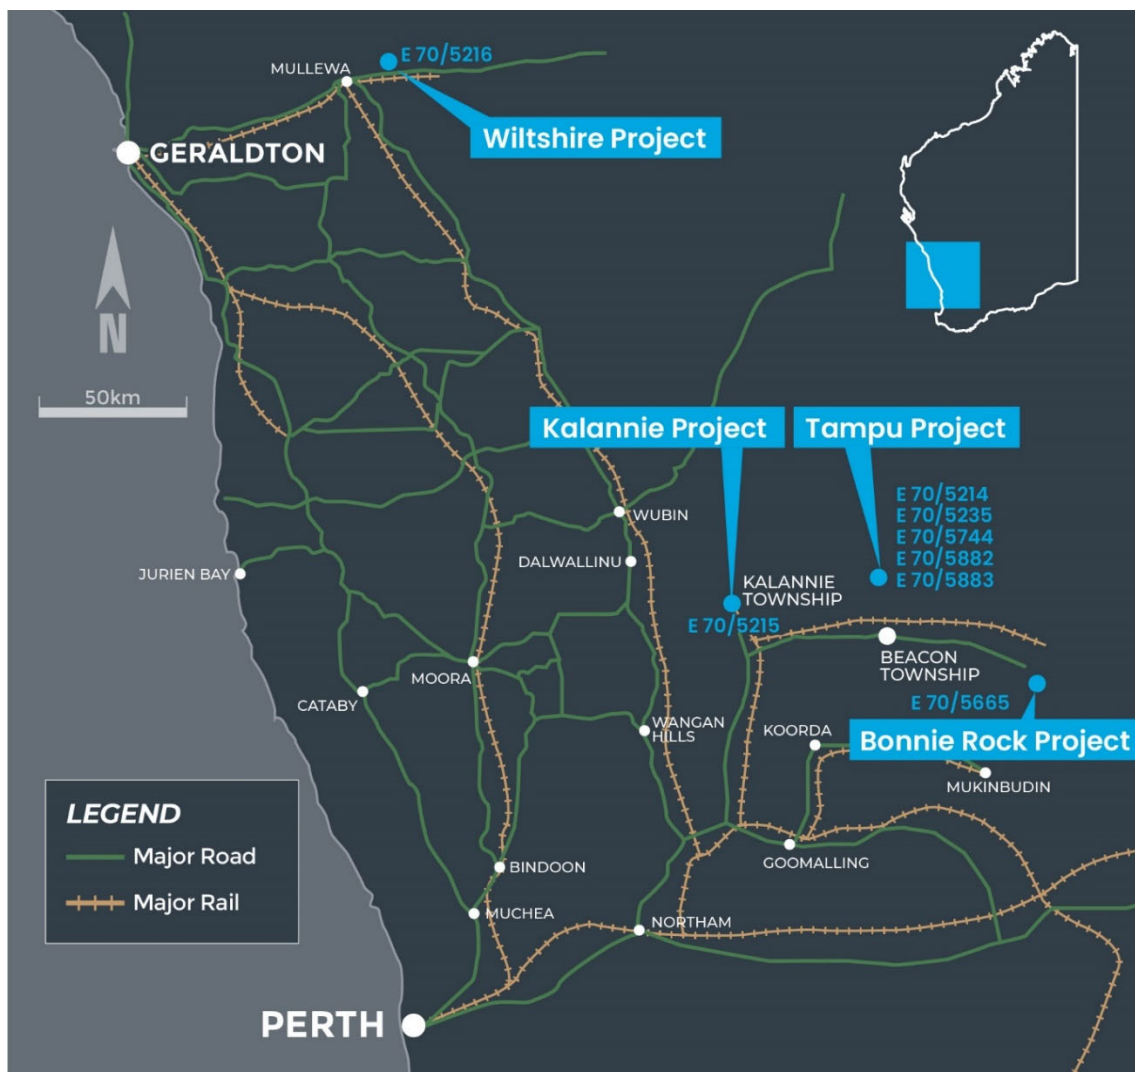 E 70/5216
MULLEWA
Wiltshire Project
GERALDTON
N
50km
Kalannie Project
Tampu Project
E 70/5214
E 70/5235
E 70/5744
E 70/5882
E 70/5883
WUBIN
DALWALLINU
JURIEN BAY
KALANNIE
TOWNSHIP
E 70/5215
BEACON
TOWNSHIP
MOORA
CATABY
E 70/5665
WANGAN
HILLS
KOORDA
Bonnie Rock Project
MUKINBUDIN
LEGEND
Major Road
Major Rail
GOOMALLING
BINDOON
MUCHEA
NORTHAM
PERTH